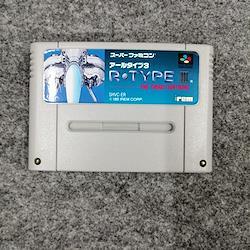 スーパーファミコン
アールタイプ3
R·TYPE III
THE THIRD LIGHTNING
SHVC-ER
irem